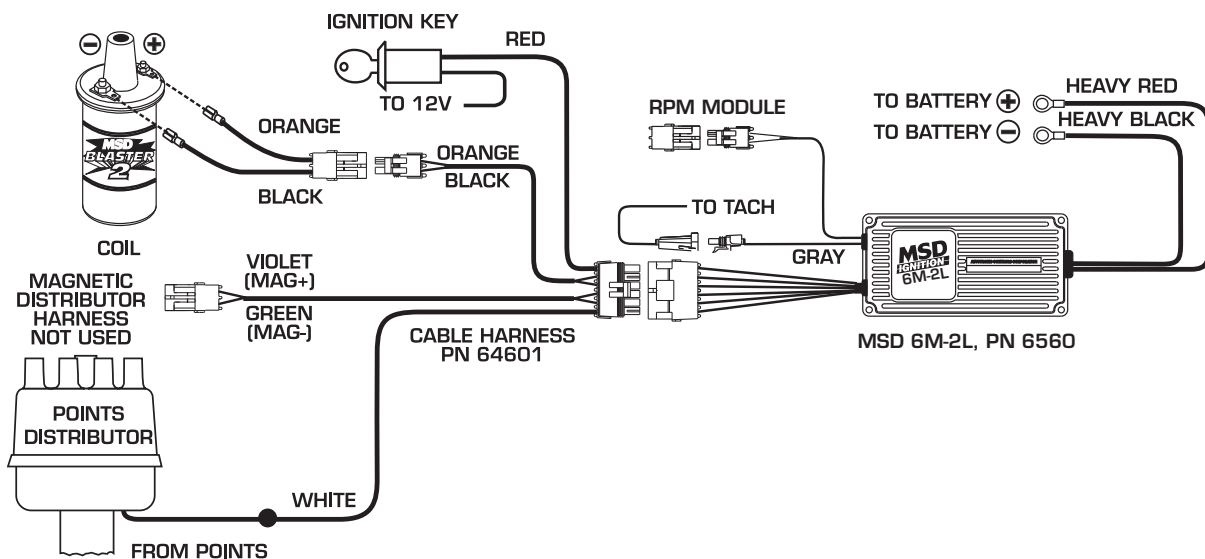 IGNITION KEY
RED
TO 12V
ORANGE
BLACK
MSD
BLASTER
2
COIL
ORANGE
BLACK
RPM MODULE
TO TACH
GRAY
TO BATTERY +
TO BATTERY -
HEAVY RED
HEAVY BLACK
MSD
IGNITION
6M-2L
MSD 6M-2L, PN 6560
MAGNETIC
DISTRIBUTOR
HARNESS
NOT USED
VIOLET
(MAG+)
GREEN
(MAG-)
CABLE HARNESS
PN 64601
POINTS
DISTRIBUTOR
WHITE
FROM POINTS